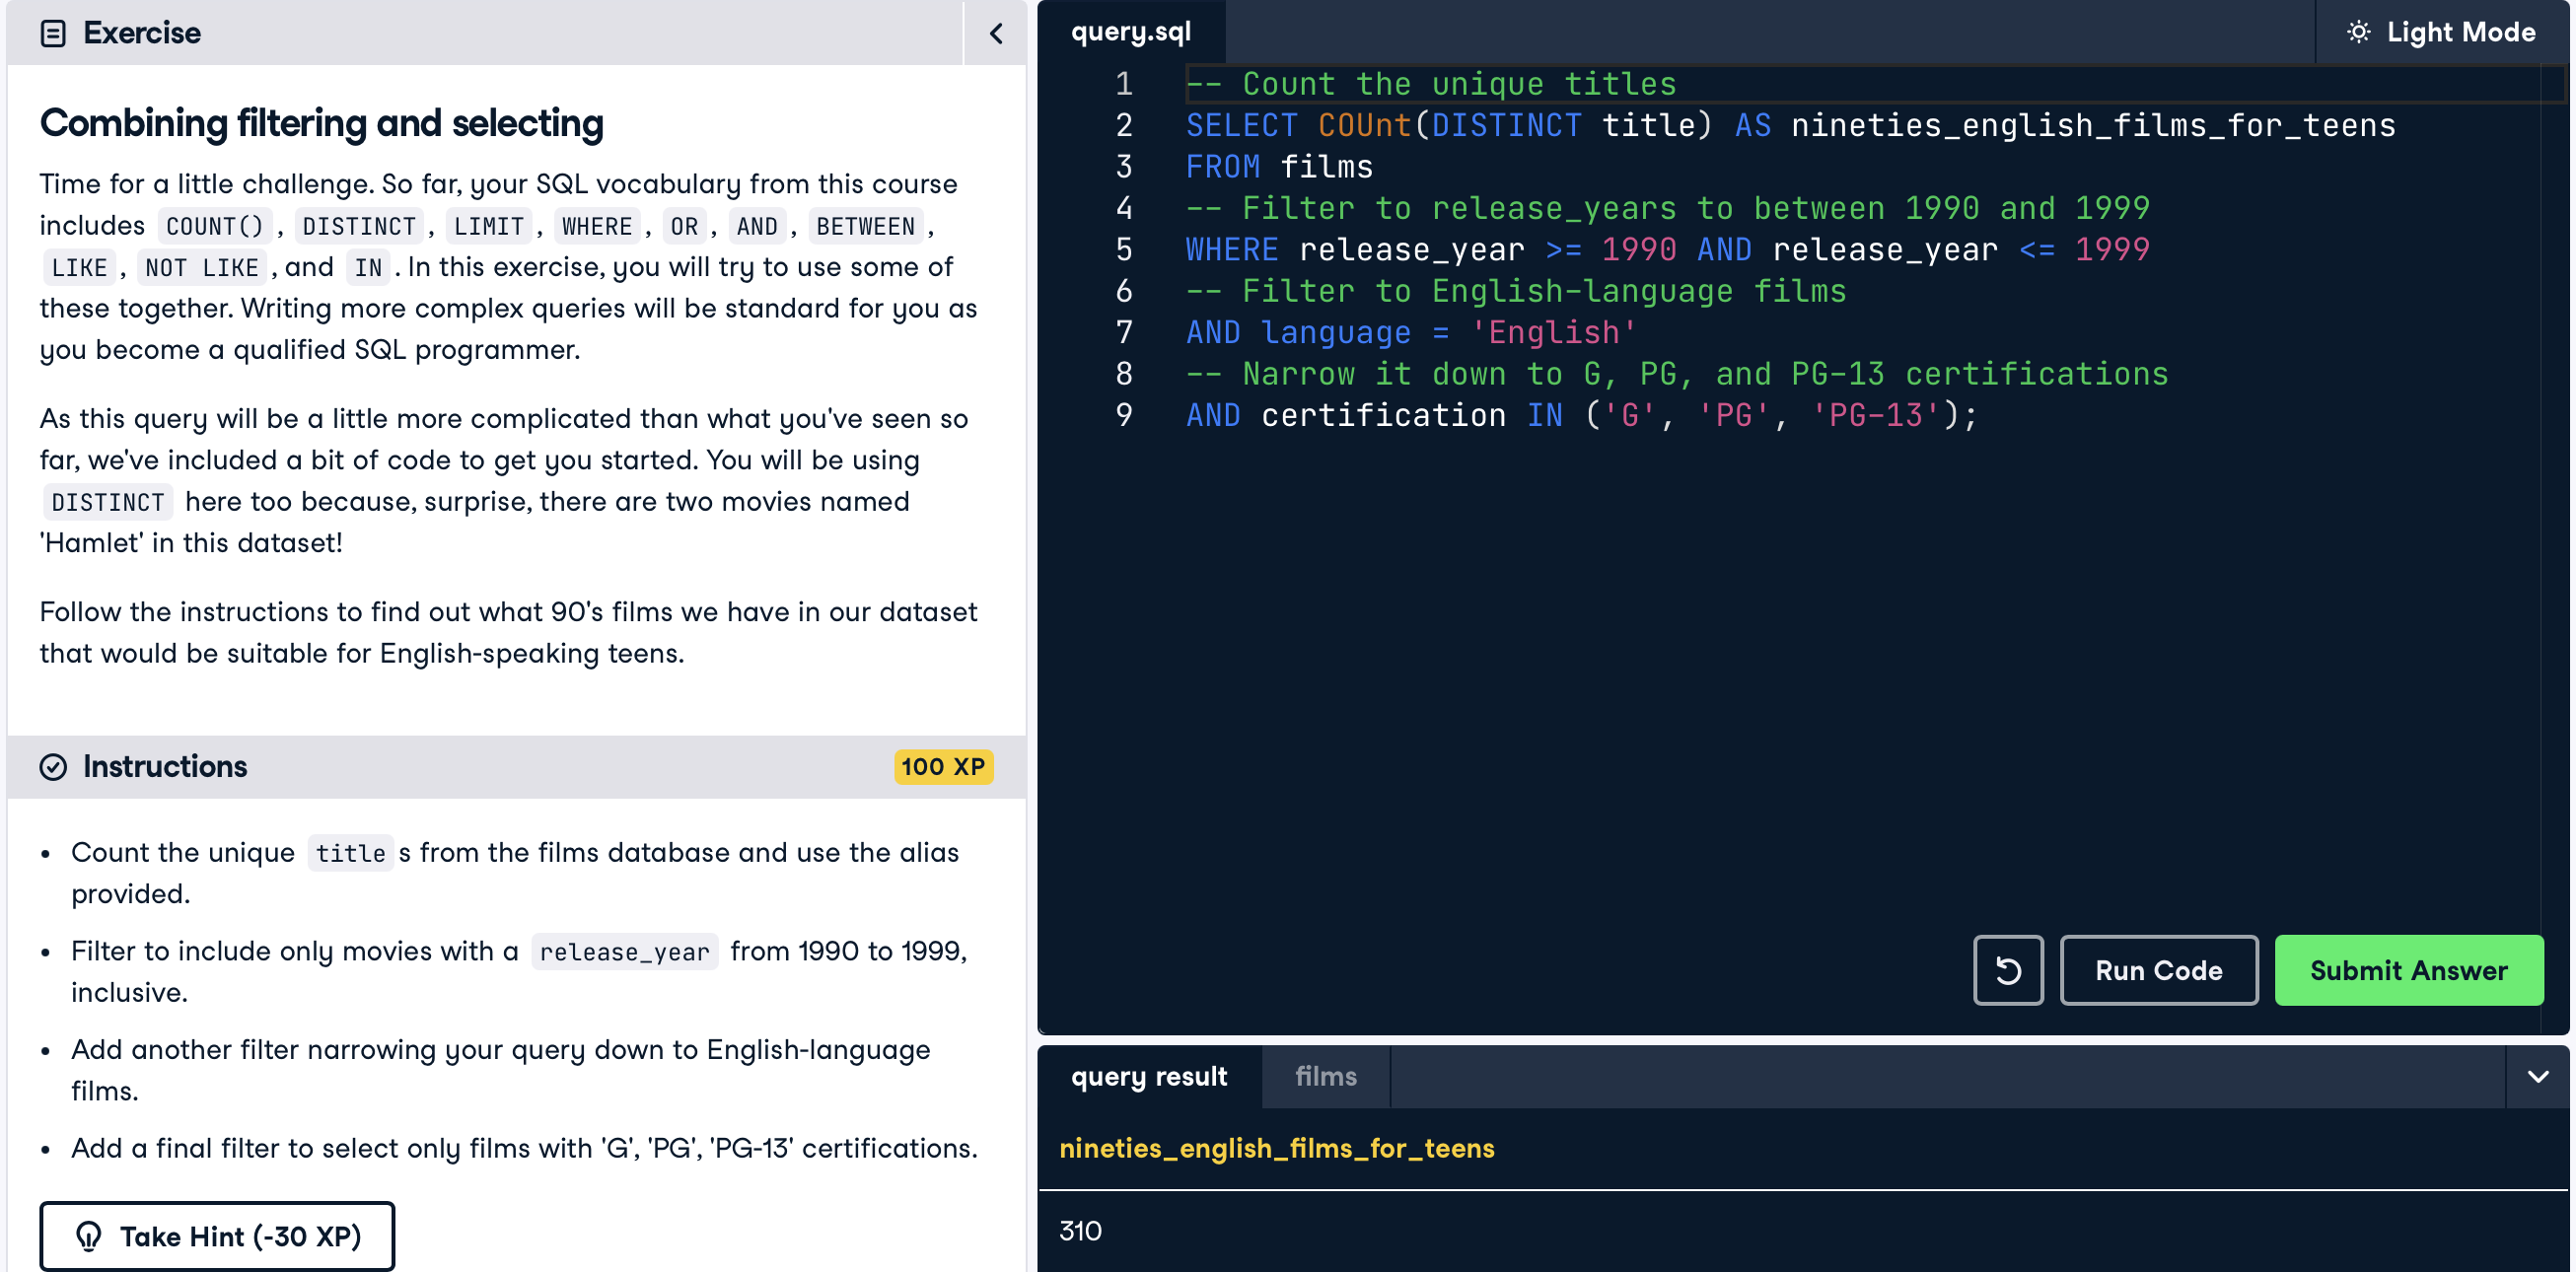 Exercise
Combining filtering and selecting
Time for a little challenge. So far, your SQL vocabulary from this course
includes COUNT(), DISTINCT, LIMIT, WHERE, OR, AND, BETWEEN,
LIKE, NOT LIKE, and IN. In this exercise, you will try to use some of
these together. Writing more complex queries will be standard for you as
you become a qualified SQL programmer.
As this query will be a little more complicated than what you've seen so
far, we've included a bit of code to get you started. You will be using
DISTINCT here too because, surprise, there are two movies named
'Hamlet' in this dataset!
Follow the instructions to find out what 90's films we have in our dataset
that would be suitable for English-speaking teens.
Instructions
100 XP
• Count the unique titles from the films database and use the alias
provided.
• Filter to include only movies with a release_year from 1990 to 1999,
inclusive.
• Add another filter narrowing your query down to English-language
films.
• Add a final filter to select only films with 'G', 'PG', 'PG-13' certifications.
Take Hint (-30 XP)
query.sql
Light Mode
1 -- Count the unique titles
2 SELECT COUnt(DISTINCT title) AS nineties_english_films_for_teens
3 FROM films
4 -- Filter to release_years to between 1990 and 1999
5 WHERE release_year >= 1990 AND release_year <= 1999
6 -- Filter to English-language films
7 AND language = 'English'
8 -- Narrow it down to G, PG, and PG-13 certifications
9 AND certification IN ('G', 'PG', 'PG-13');
Run Code
Submit Answer
query result
films
nineties_english_films_for_teens
310